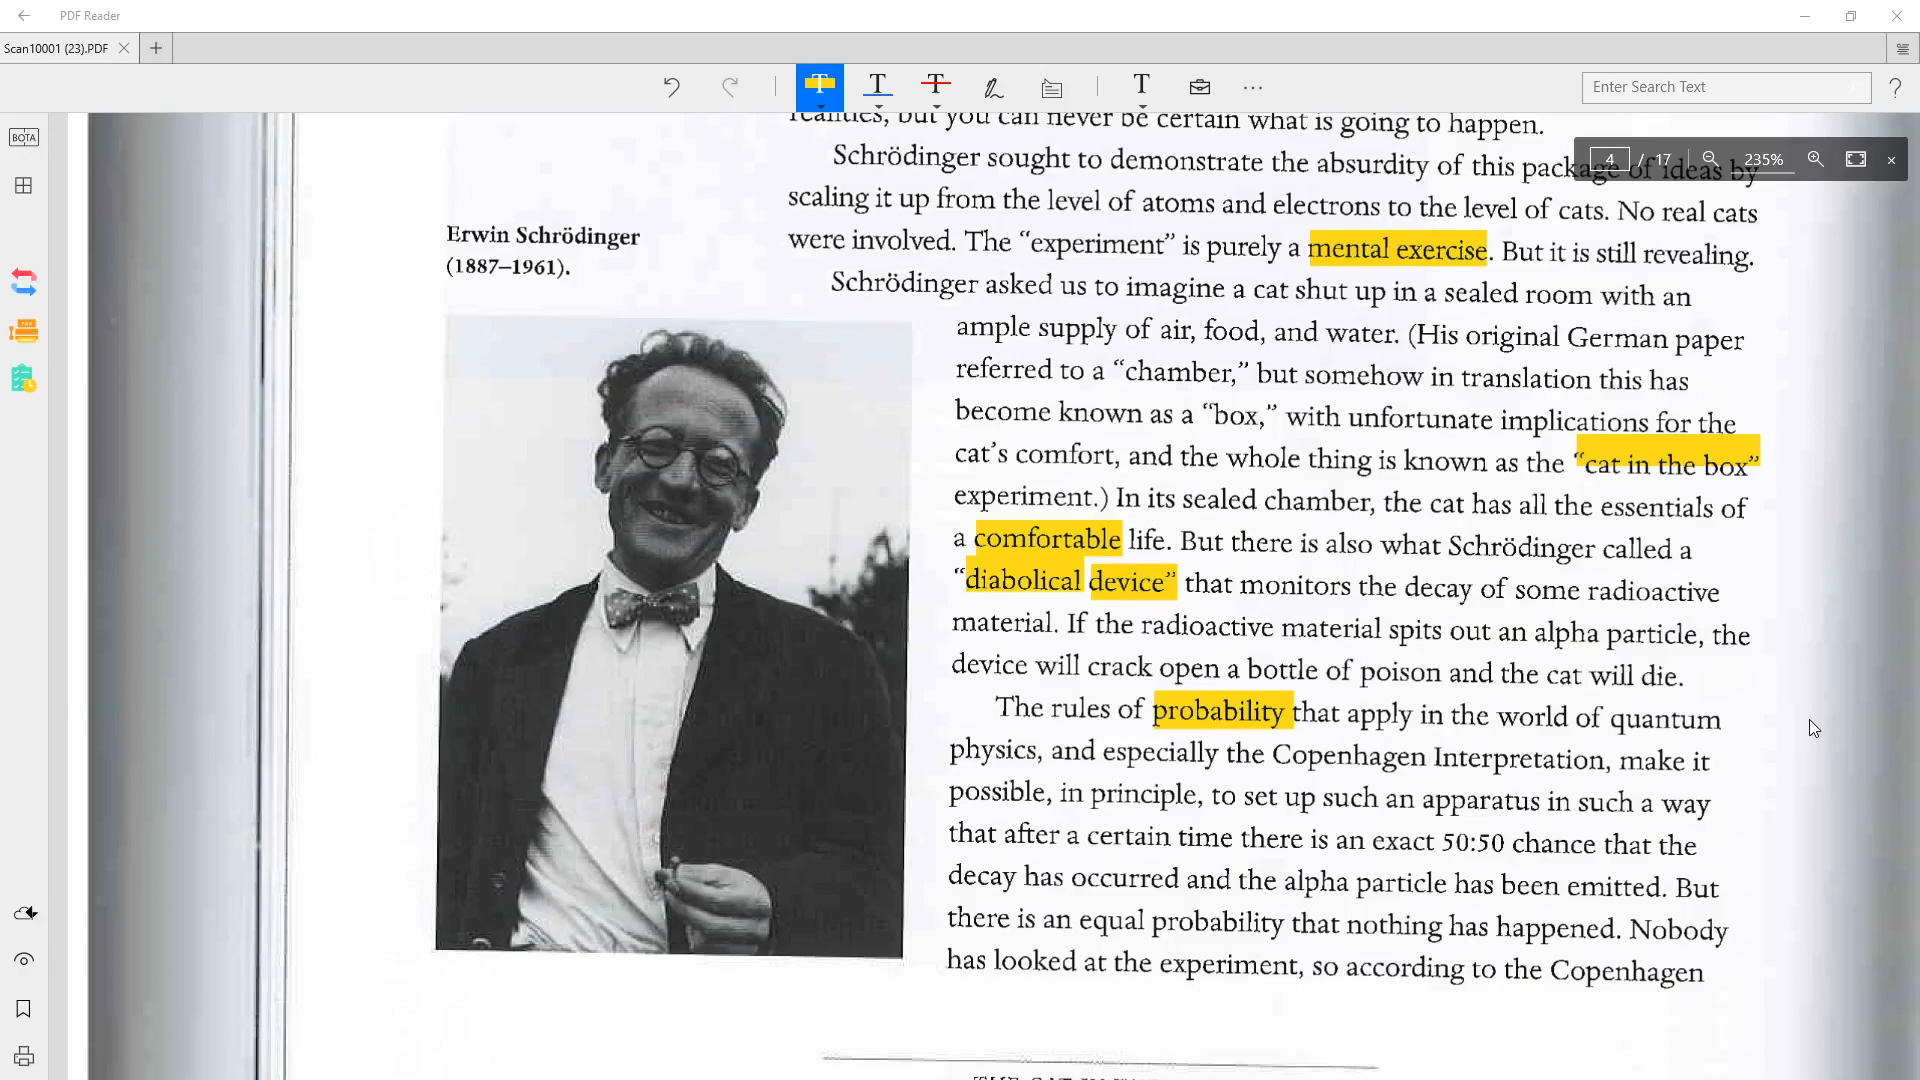 PDF Reader
Scan10001 (23).PDF
Enter Search Text
?
BOTA
4 / 17
235%
realities, but you can never be certain what is going to happen.
Schrödinger sought to demonstrate the absurdity of this package of ideas by
scaling it up from the level of atoms and electrons to the level of cats. No real cats
were involved. The “experiment” is purely a mental exercise. But it is still revealing.
Schrödinger asked us to imagine a cat shut up in a sealed room with an
ample supply of air, food, and water. (His original German paper
referred to a “chamber,” but somehow in translation this has
become known as a “box,” with unfortunate implications for the
cat’s comfort, and the whole thing is known as the “cat in the box”
experiment.) In its sealed chamber, the cat has all the essentials of
a comfortable life. But there is also what Schrödinger called a
“diabolical device” that monitors the decay of some radioactive
material. If the radioactive material spits out an alpha particle, the
device will crack open a bottle of poison and the cat will die.
The rules of probability that apply in the world of quantum
physics, and especially the Copenhagen Interpretation, make it
possible, in principle, to set up such an apparatus in such a way
that after a certain time there is an exact 50:50 chance that the
decay has occurred and the alpha particle has been emitted. But
there is an equal probability that nothing has happened. Nobody
has looked at the experiment, so according to the Copenhagen
Erwin Schrödinger
(1887–1961).